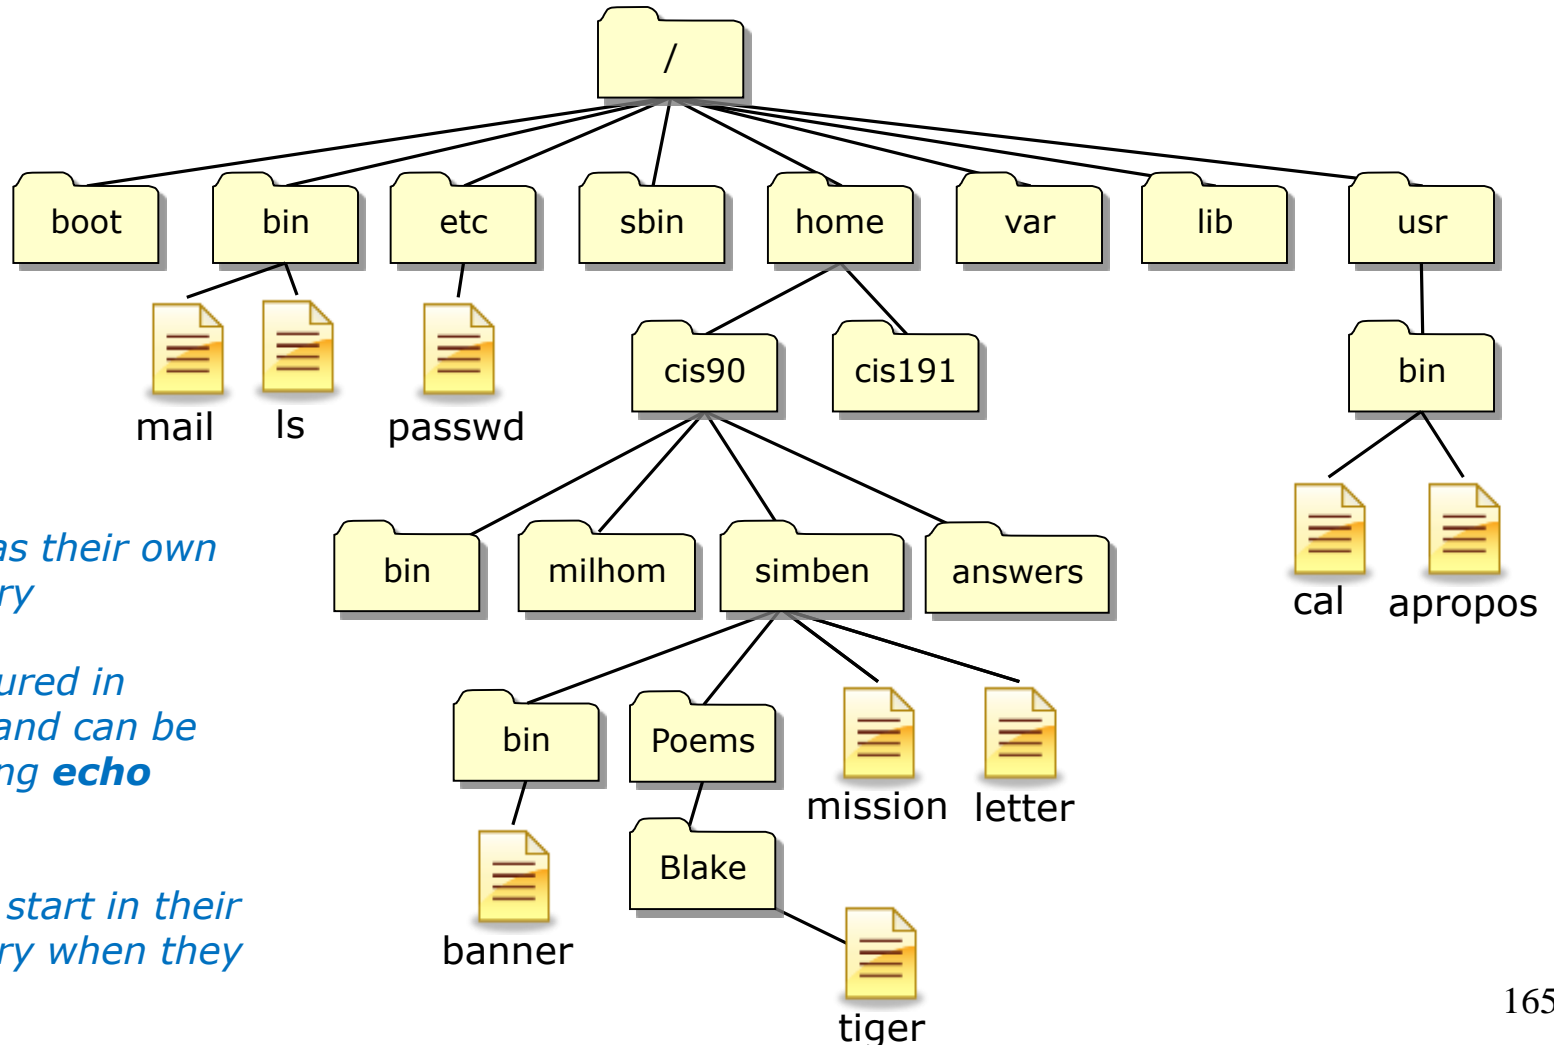 /
boot bin etc sbin home var lib usr
mail ls passwd
cis90 cis191 bin
cal apropos
bin milhom simben answers
as their own
ry
ured in
and can be
ng echo
start in their
ry when they
bin Poems mission letter
banner Blake
tiger
165